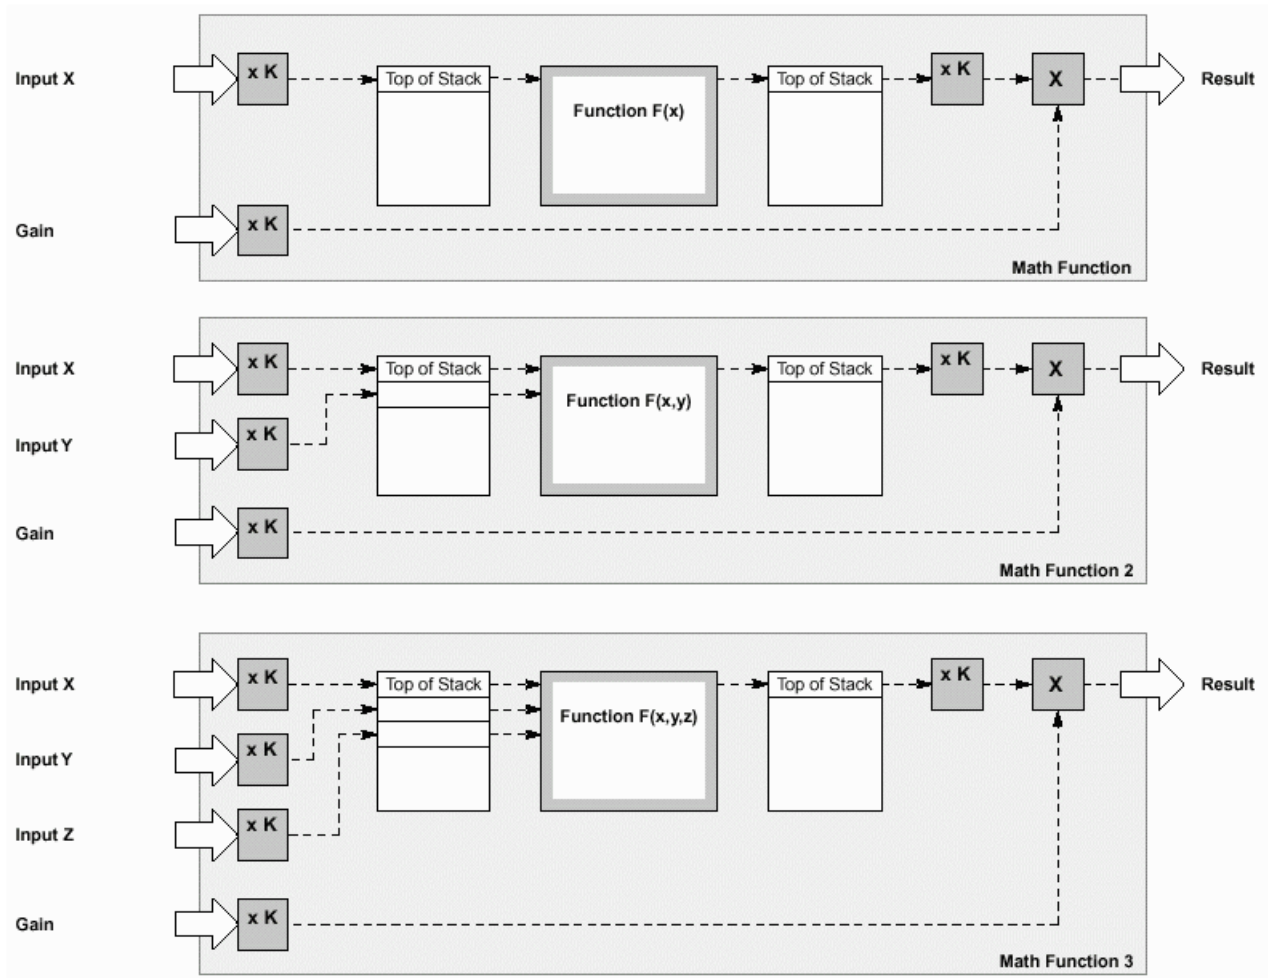 Input X
x K
Top of Stack
Function F(x)
Top of Stack
x K
X
Result
Gain
x K
Math Function
Input X
x K
Top of Stack
Function F(x,y)
Top of Stack
x K
X
Result
Input Y
x K
Gain
x K
Math Function 2
Input X
x K
Top of Stack
Function F(x,y,z)
Top of Stack
x K
X
Result
Input Y
x K
Input Z
x K
Gain
x K
Math Function 3